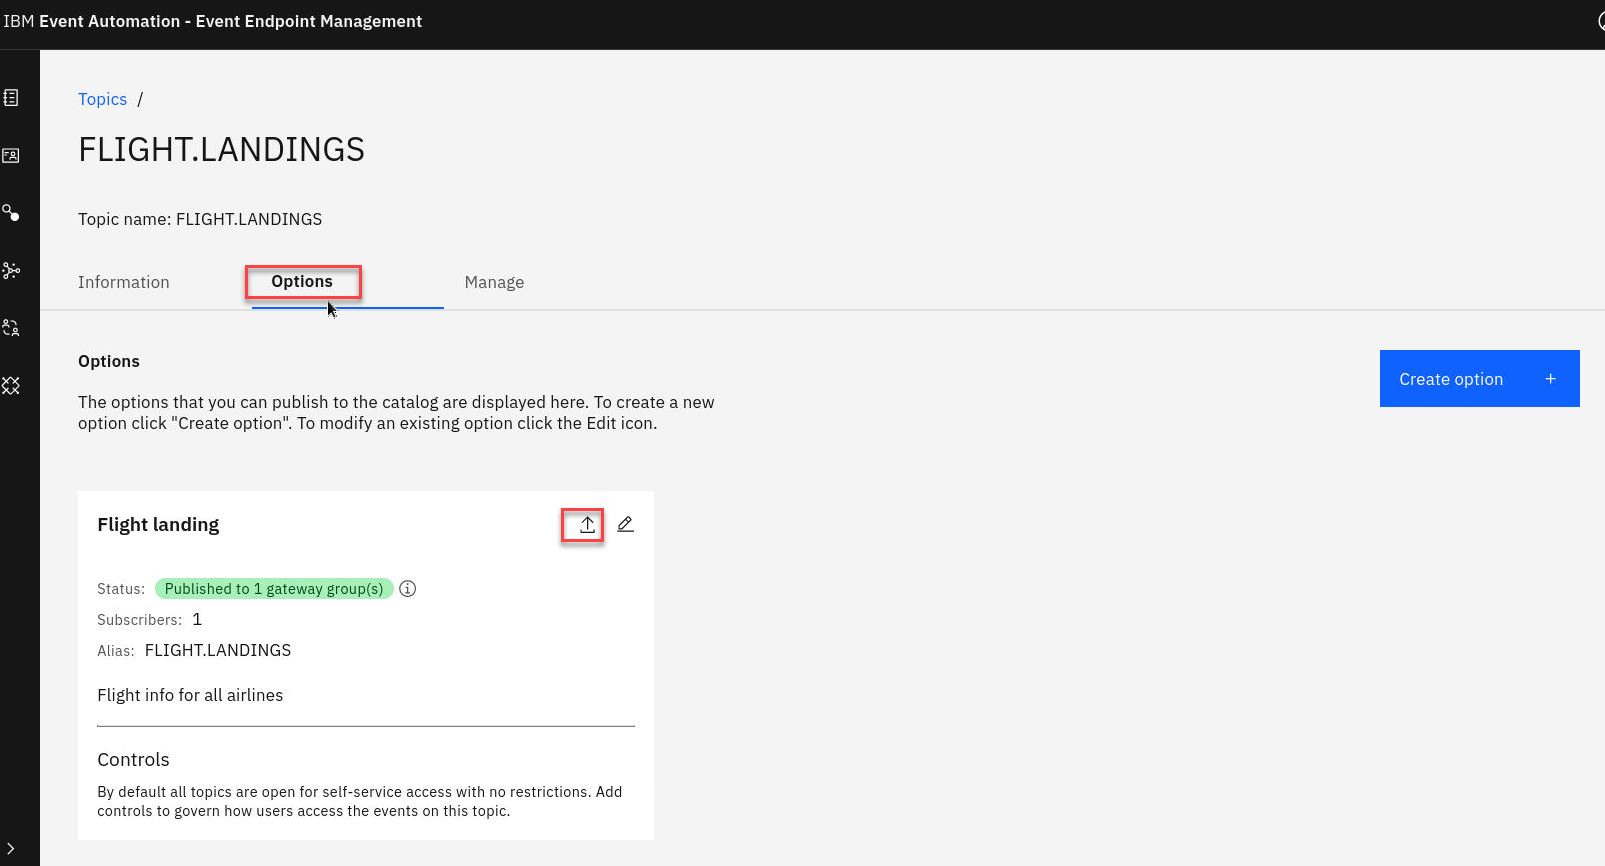 IBM Event Automation - Event Endpoint Management
Topics /
FLIGHT.LANDINGS
Topic name: FLIGHT.LANDINGS
Information Options Manage
Options
Create option +
The options that you can publish to the catalog are displayed here. To create a new
option click "Create option". To modify an existing option click the Edit icon.
Flight landing
Status: Published to 1 gateway group(s)
Subscribers: 1
Alias: FLIGHT.LANDINGS
Flight info for all airlines
Controls
By default all topics are open for self-service access with no restrictions. Add
controls to govern how users access the events on this topic.